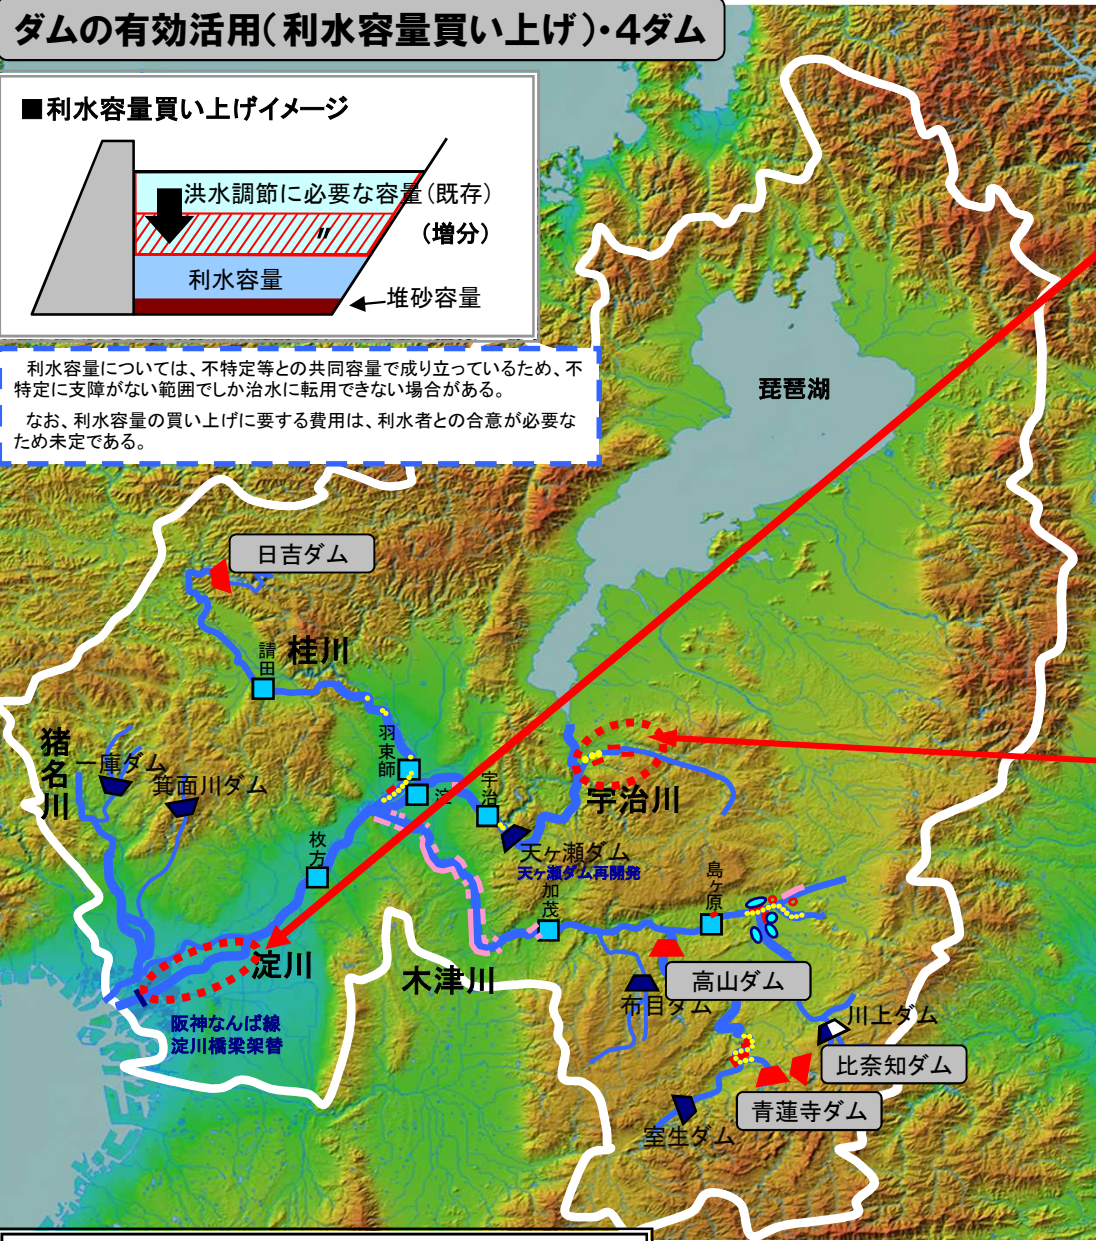 ダムの有効活用(利水容量買い上げ)・4ダム
■利水容量買い上げイメージ
洪水調節に必要な容量(既存)
〃
(増分)
利水容量
堆砂容量
利水容量については、不特定等との共同容量で成り立っているため、不
特定に支障がない範囲でしか治水に転用できない場合がある。
なお、利水容量の買い上げに要する費用は、利水者との合意が必要な
ため未定である。
琵琶湖
日吉ダム
桂川
請田
羽束師
淀
宇治
猪名川
一庫ダム
箕面川ダム
宇治川
枚方
天ヶ瀬ダム
天ヶ瀬ダム再開発
加茂
島ヶ原
淀川
木津川
高山ダム
布目ダム
川上ダム
阪神なんば線
淀川橋梁架替
比奈知ダム
青蓮寺ダム
室生ダム